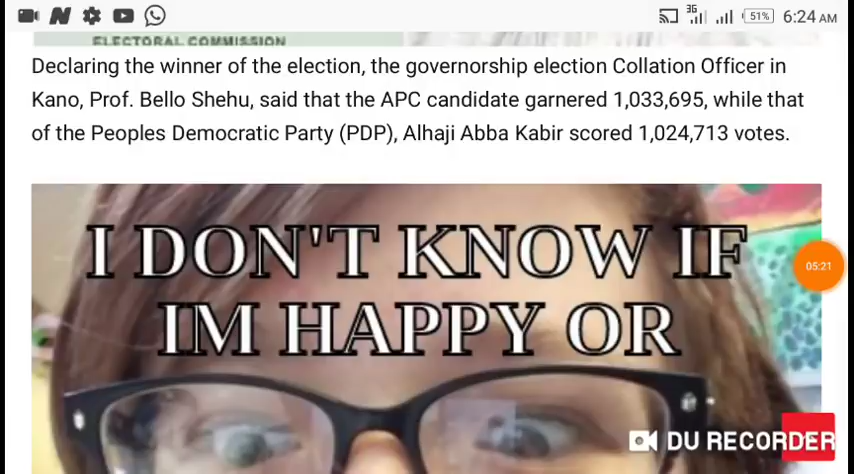 3G
51%
6:24 AM
ELECTORAL COMMISSION
Declaring the winner of the election, the governorship election Collation Officer in
Kano, Prof. Bello Shehu, said that the APC candidate garnered 1,033,695, while that
of the Peoples Democratic Party (PDP), Alhaji Abba Kabir scored 1,024,713 votes.
I DON'T KNOW IF
IM HAPPY OR
05:21
DU RECORDER